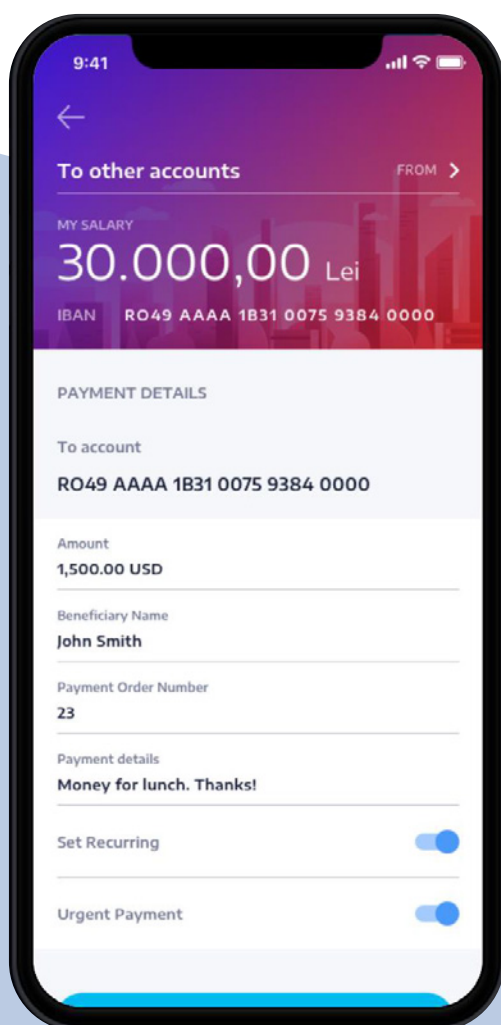 9:41
To other accounts FROM
MY SALARY
30.000,00 Lei
IBAN RO49 AAAA 1B31 0075 9384 0000
PAYMENT DETAILS
To account
RO49 AAAA 1B31 0075 9384 0000
Amount
1,500.00 USD
Beneficiary Name
John Smith
Payment Order Number
23
Payment details
Money for lunch. Thanks!
Set Recurring
Urgent Payment